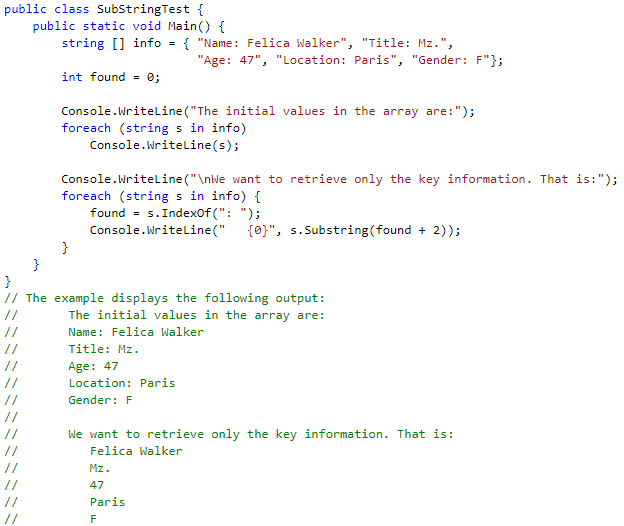 public class SubStringTest {
    public static void Main() {
        string [] info = { "Name: Felica Walker", "Title: Mz.",
                           "Age: 47", "Location: Paris", "Gender: F"};
        int found = 0;

        Console.WriteLine("The initial values in the array are:");
        foreach (string s in info)
            Console.WriteLine(s);

        Console.WriteLine("\nWe want to retrieve only the key information. That is:");
        foreach (string s in info) {
            found = s.IndexOf(": ");
            Console.WriteLine("   {0}", s.Substring(found + 2));
        }
    }
}
// The example displays the following output:
//       The initial values in the array are:
//       Name: Felica Walker
//       Title: Mz.
//       Age: 47
//       Location: Paris
//       Gender: F
//
//       We want to retrieve only the key information. That is:
//          Felica Walker
//          Mz.
//          47
//          Paris
//          F